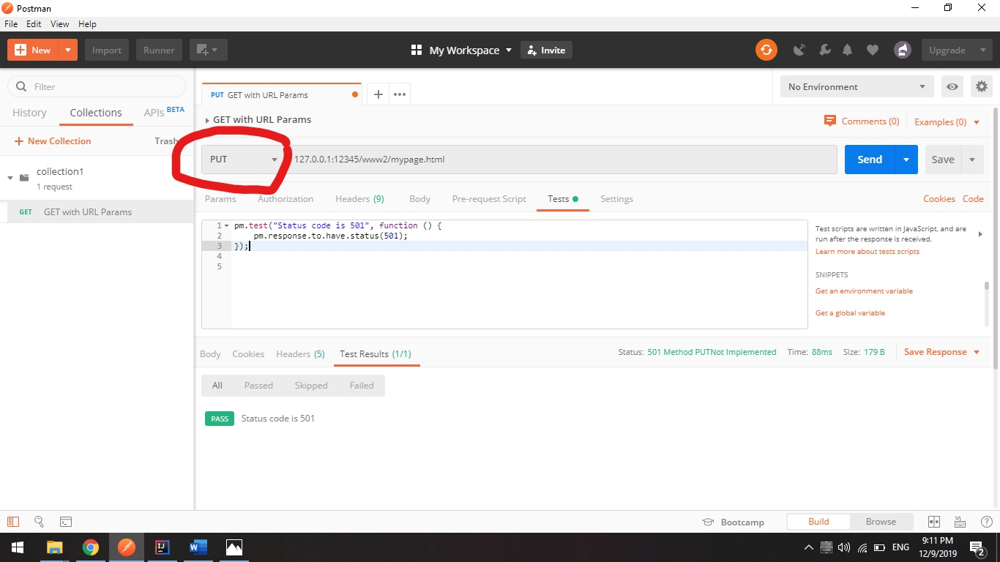 Postman
File Edit View Help
New Import Runner My Workspace Invite Upgrade
Filter
History Collections APIs BETA
New Collection Trash
collection1
1 request
GET GET with URL Params
PUT GET with URL Params
No Environment
GET with URL Params
Comments (0) Examples (0)
PUT 127.0.0.1:12345/www2/mypage.html Send Save
Params Authorization Headers (9) Body Pre-request Script Tests Settings Cookies Code
1 pm.test("Status code is 501", function () {
2 pm.response.to.have.status(501);
3 });
4
5
Test scripts are written in JavaScript, and are
run after the response is received.
Learn more about tests scripts
SNIPPETS
Get an environment variable
Get a global variable
Body Cookies Headers (5) Test Results (1/1) Status: 501 Method PUTNot Implemented Time: 88ms Size: 179 B Save Response
All Passed Skipped Failed
PASS Status code is 501
Bootcamp Build Browse
ENG
9:11 PM
12/9/2019
2